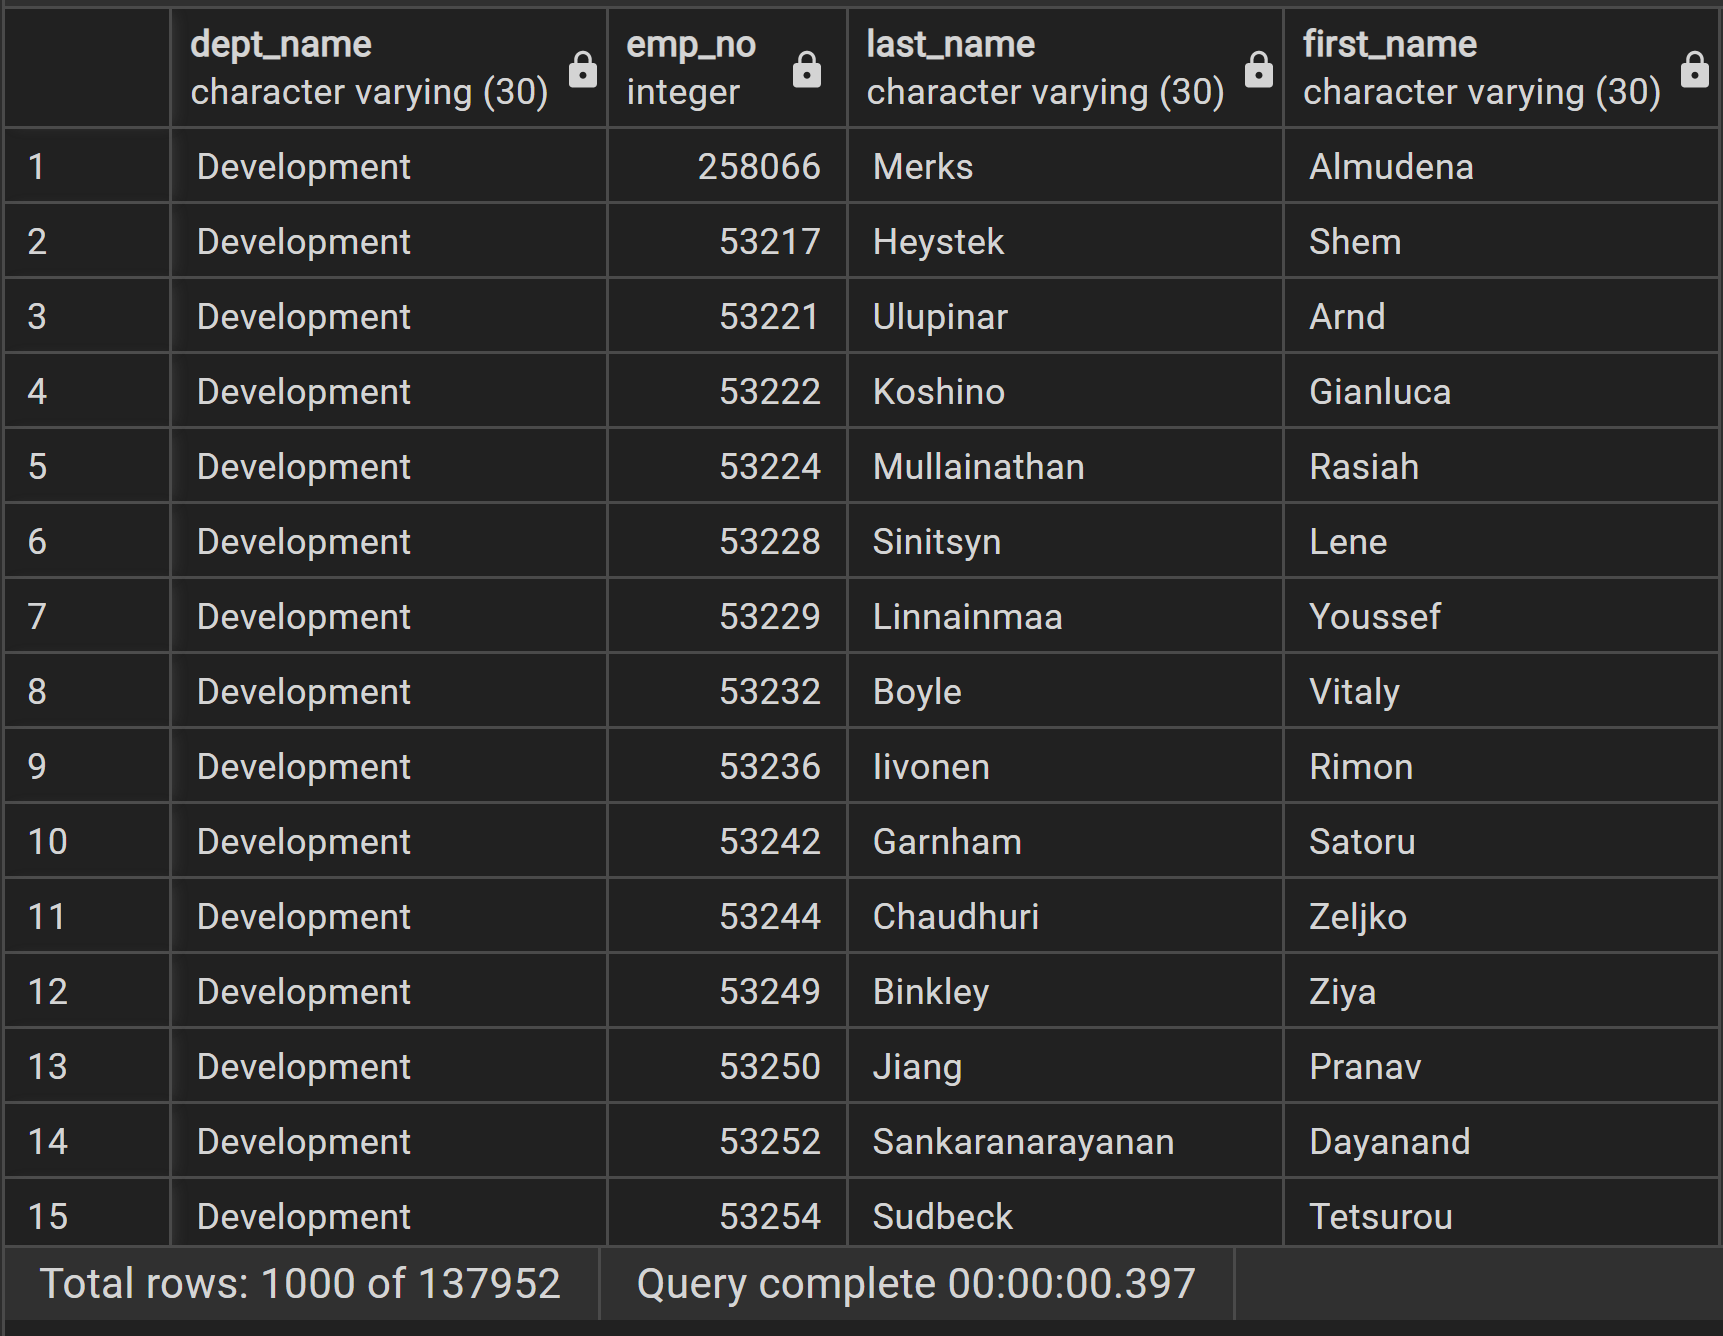 dept_name emp_no last_name first_name
character varying (30) integer character varying (30) character varying (30)
1 Development 258066 Merks Almudena
2 Development 53217 Heystek Shem
3 Development 53221 Ulupinar Arnd
4 Development 53222 Koshino Gianluca
5 Development 53224 Mullainathan Rasiah
6 Development 53228 Sinitsyn Lene
7 Development 53229 Linnainmaa Youssef
8 Development 53232 Boyle Vitaly
9 Development 53236 Iivonen Rimon
10 Development 53242 Garnham Satoru
11 Development 53244 Chaudhuri Zeljko
12 Development 53249 Binkley Ziya
13 Development 53250 Jiang Pranav
14 Development 53252 Sankaranarayanan Dayanand
15 Development 53254 Sudbeck Tetsurou
Total rows: 1000 of 137952 Query complete 00:00:00.397